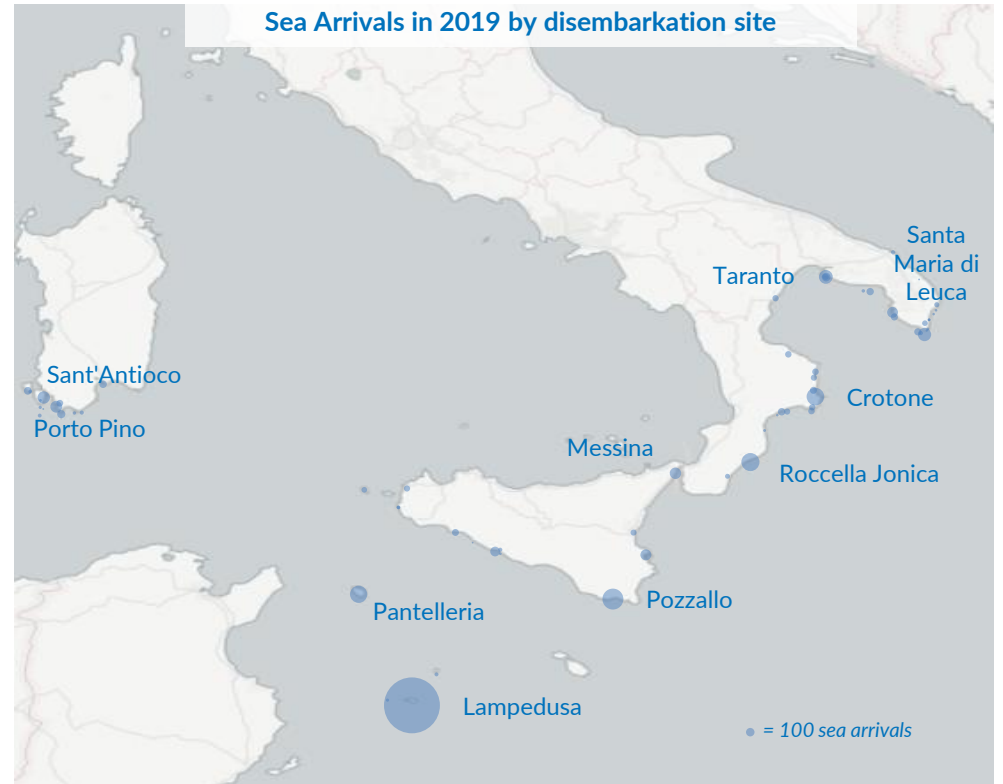 Sea Arrivals in 2019 by disembarkation site
Santa
Maria di
Leuca
Taranto
Sant'Antioco
Crotone
Porto Pino
Messina
Roccella Jonica
Pozzallo
Pantelleria
Lampedusa
= 100 sea arrivals